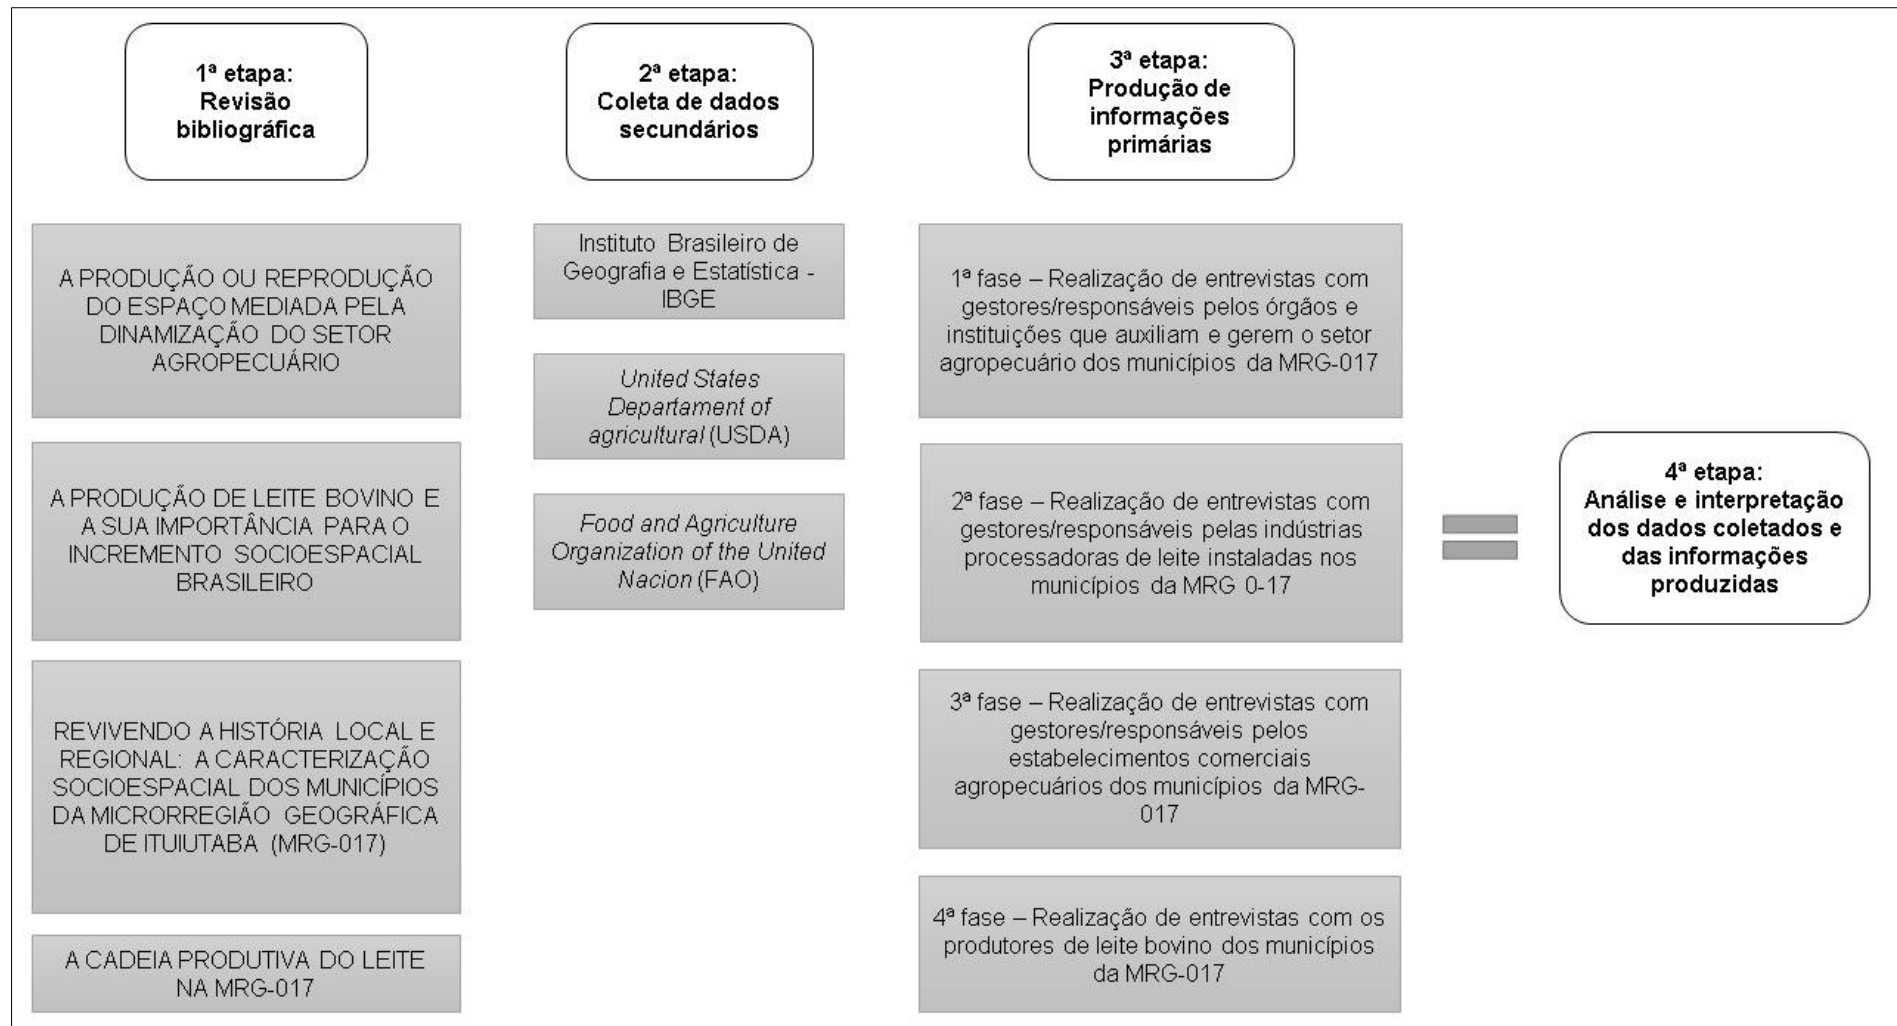 1ª etapa:
Revisão
bibliográfica
A PRODUÇÃO OU REPRODUÇÃO
DO ESPAÇO MEDIADA PELA
DINAMIZAÇÃO DO SETOR
AGROPECUÁRIO
A PRODUÇÃO DE LEITE BOVINO E
A SUA IMPORTÂNCIA PARA O
INCREMENTO SOCIOESPACIAL
BRASILEIRO
REVIVENDO A HISTÓRIA LOCAL E
REGIONAL: A CARACTERIZAÇÃO
SOCIOESPACIAL DOS MUNICÍPIOS
DA MICRORREGIÃO GEOGRÁFICA
DE ITUIUTABA (MRG-017)
A CADEIA PRODUTIVA DO LEITE
NA MRG-017
2ª etapa:
Coleta de dados
secundários
Instituto Brasileiro de
Geografia e Estatística -
IBGE
United States
Departament of
agricultural (USDA)
Food and Agriculture
Organization of the United
Nacion (FAO)
3ª etapa:
Produção de
informações
primárias
1ª fase – Realização de entrevistas com
gestores/responsáveis pelos órgãos e
instituições que auxiliam e gerem o setor
agropecuário dos municípios da MRG-017
2ª fase – Realização de entrevistas com
gestores/responsáveis pelas indústrias
processadoras de leite instaladas nos
municípios da MRG 0-17
3ª fase – Realização de entrevistas com
gestores/responsáveis pelos
estabelecimentos comerciais
agropecuários dos municípios da MRG-
017
4ª fase – Realização de entrevistas com os
produtores de leite bovino dos municípios
da MRG-017
4ª etapa:
Análise e interpretação
dos dados coletados e
das informações
produzidas